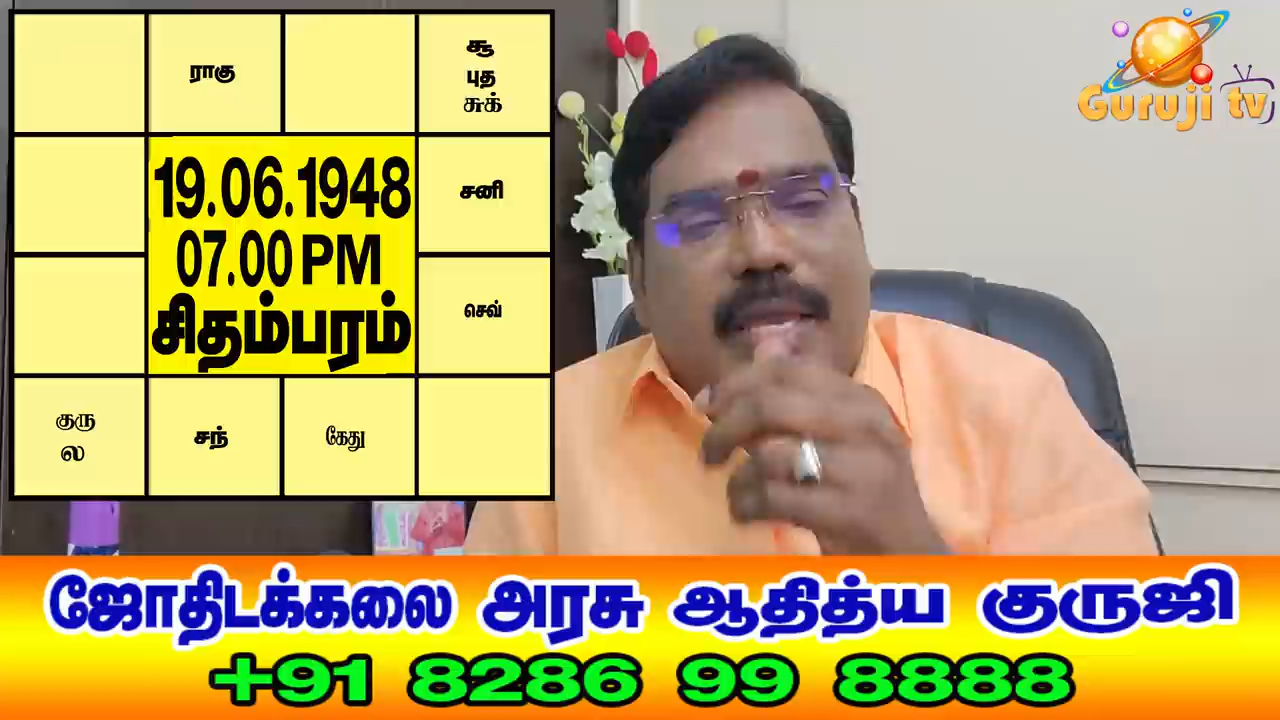 ராகு
சூ
புத
சுக்
19.06.1948
07.00 PM
சிதம்பரம்
சனி
செவ்
குரு
ல
சந்
கேது
Guruji tv
ஜோதிடக்கலை அரசு ஆதித்ய குருஜி
+91 8286 99 8888